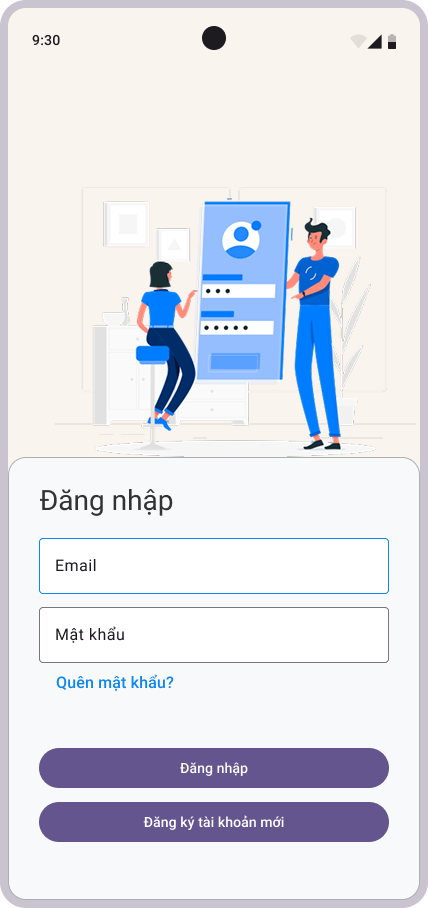 9:30
Đăng nhập
Email
Mật khẩu
Quên mật khẩu?
Đăng nhập
Đăng ký tài khoản mới